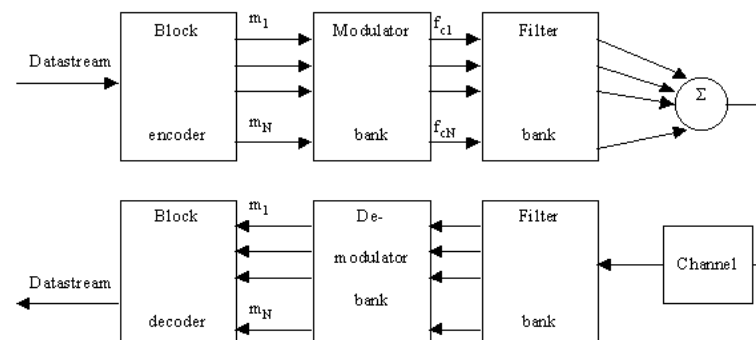 Block
m1
Modulator
fc1
Filter
Datastream
Σ
encoder
mN
bank
fcN
bank
Block
m1
De-
modulator
bank
Filter
Channel
Datastream
decoder
mN
bank